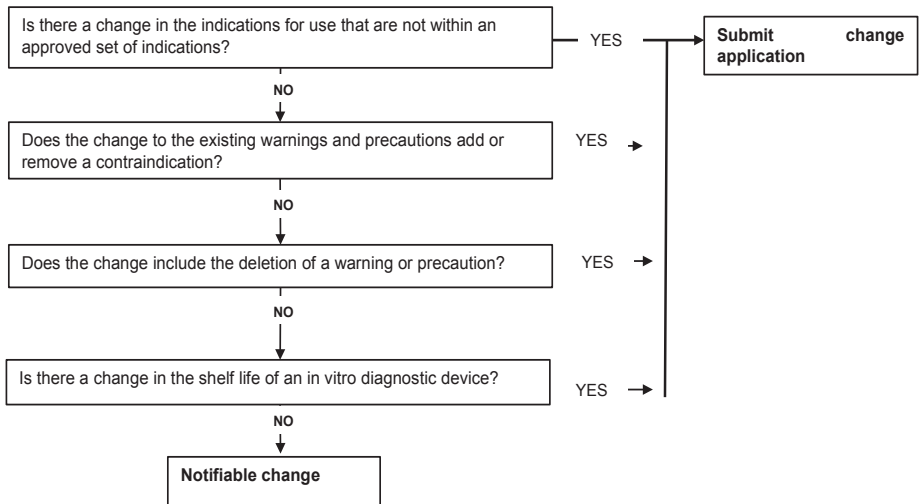 Is there a change in the indications for use that are not within an
approved set of indications?
YES
Submit change
application
NO
Does the change to the existing warnings and precautions add or
remove a contraindication?
YES
NO
Does the change include the deletion of a warning or precaution?
YES
NO
Is there a change in the shelf life of an in vitro diagnostic device?
YES
NO
Notifiable change